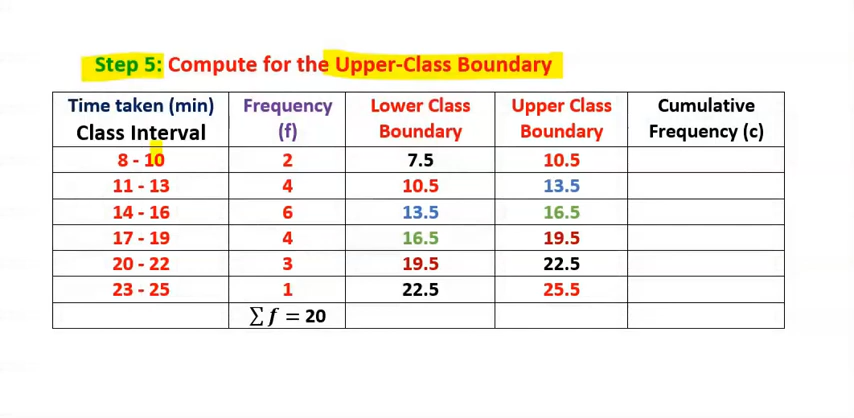 Step 5: Compute for the Upper-Class Boundary
Time taken (min) Class Interval Frequency (f) Lower Class Boundary Upper Class Boundary Cumulative Frequency (c)
8 - 10 2 7.5 10.5
11 - 13 4 10.5 13.5
14 - 16 6 13.5 16.5
17 - 19 4 16.5 19.5
20 - 22 3 19.5 22.5
23 - 25 1 22.5 25.5
∑ f = 20